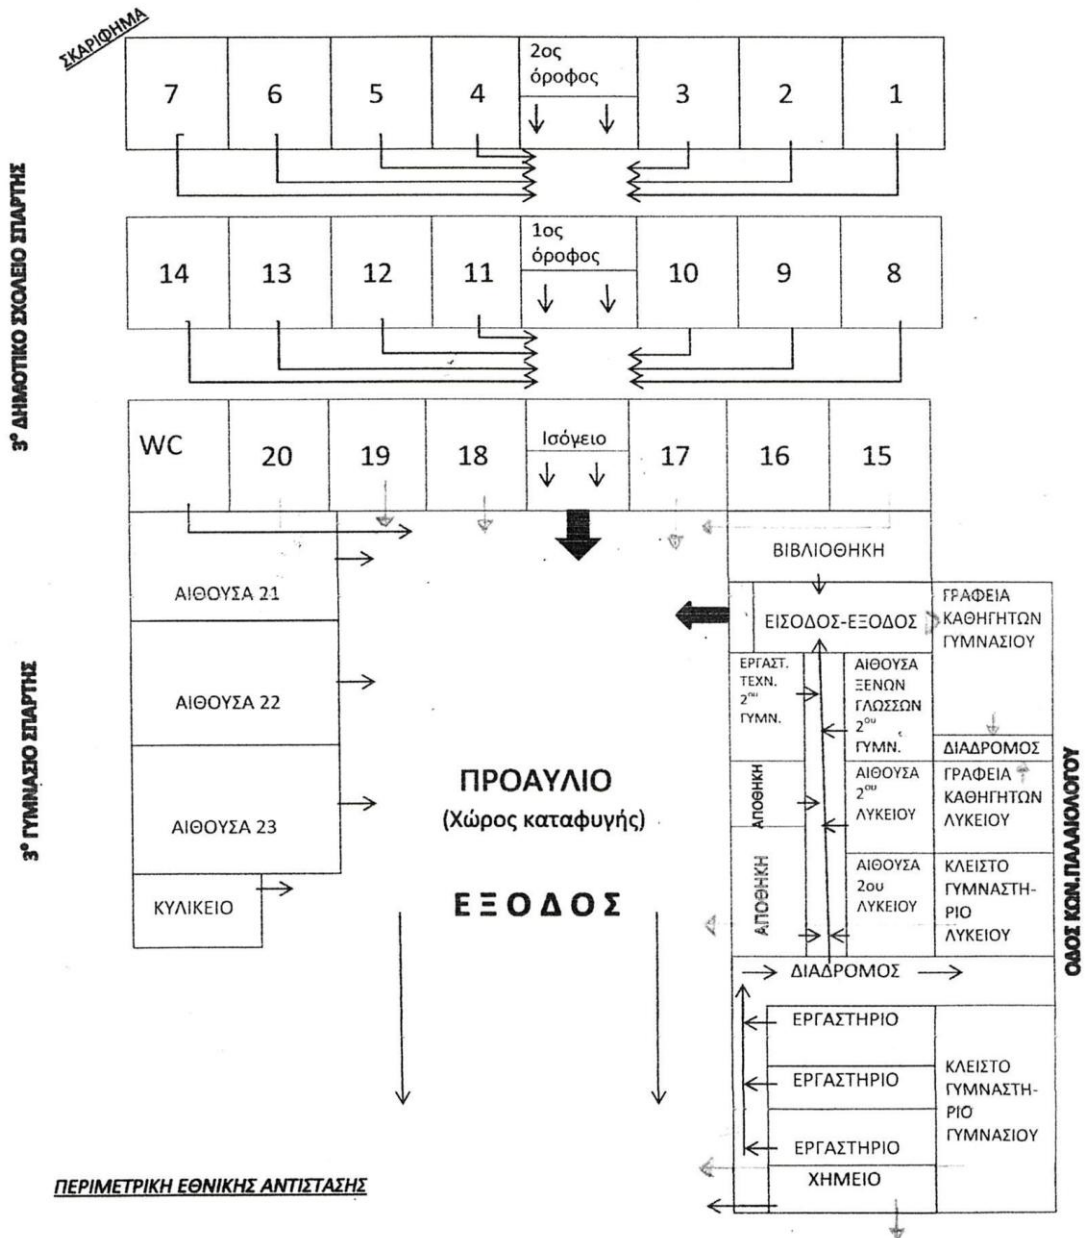 ΣΚΑΡΙΦΗΜΑ
7 6 5 4 2ος όροφος 3 2 1
3° ΔΗΜΟΤΙΚΟ ΣΧΟΛΕΙΟ ΣΠΑΡΤΗΣ
14 13 12 11 1ος όροφος 10 9 8
WC 20 19 18 Ισόγειο 17 16 15
3° ΓΥΜΝΑΣΙΟ ΣΠΑΡΤΗΣ
ΑΙΘΟΥΣΑ 21
ΑΙΘΟΥΣΑ 22
ΑΙΘΟΥΣΑ 23
ΚΥΛΙΚΕΙΟ
ΠΡΟΑΥΛΙΟ
(Χώρος καταφυγής)
ΕΞΟΔΟΣ
ΒΙΒΛΙΟΘΗΚΗ
ΕΙΣΟΔΟΣ-ΕΞΟΔΟΣ
ΓΡΑΦΕΙΑ
ΚΑΘΗΓΗΤΩΝ
ΓΥΜΝΑΣΙΟΥ
ΕΡΓΑΣΤ.
ΤΕΧΝ.
2ου
ΓΥΜΝ.
ΑΙΘΟΥΣΑ
ΞΕΝΩΝ
ΓΛΩΣΣΩΝ
2ου
ΓΥΜΝ.
ΔΙΑΔΡΟΜΟΣ
ΑΠΟΘΗΚΗ
ΑΙΘΟΥΣΑ
2ου
ΛΥΚΕΙΟΥ
ΓΡΑΦΕΙΑ
ΚΑΘΗΓΗΤΩΝ
ΛΥΚΕΙΟΥ
ΑΠΟΘΗΚΗ
ΑΙΘΟΥΣΑ
2ου
ΛΥΚΕΙΟΥ
ΚΛΕΙΣΤΟ
ΓΥΜΝΑΣΤΗ-
ΡΙΟ
ΛΥΚΕΙΟΥ
ΟΔΟΣ ΚΩΝ.ΠΑΛΑΙΟΛΟΓΟΥ
ΔΙΑΔΡΟΜΟΣ
ΕΡΓΑΣΤΗΡΙΟ
ΕΡΓΑΣΤΗΡΙΟ
ΕΡΓΑΣΤΗΡΙΟ
ΧΗΜΕΙΟ
ΚΛΕΙΣΤΟ
ΓΥΜΝΑΣΤΗ-
ΡΙΟ
ΓΥΜΝΑΣΙΟΥ
ΠΕΡΙΜΕΤΡΙΚΗ ΕΘΝΙΚΗΣ ΑΝΤΙΣΤΑΣΗΣ